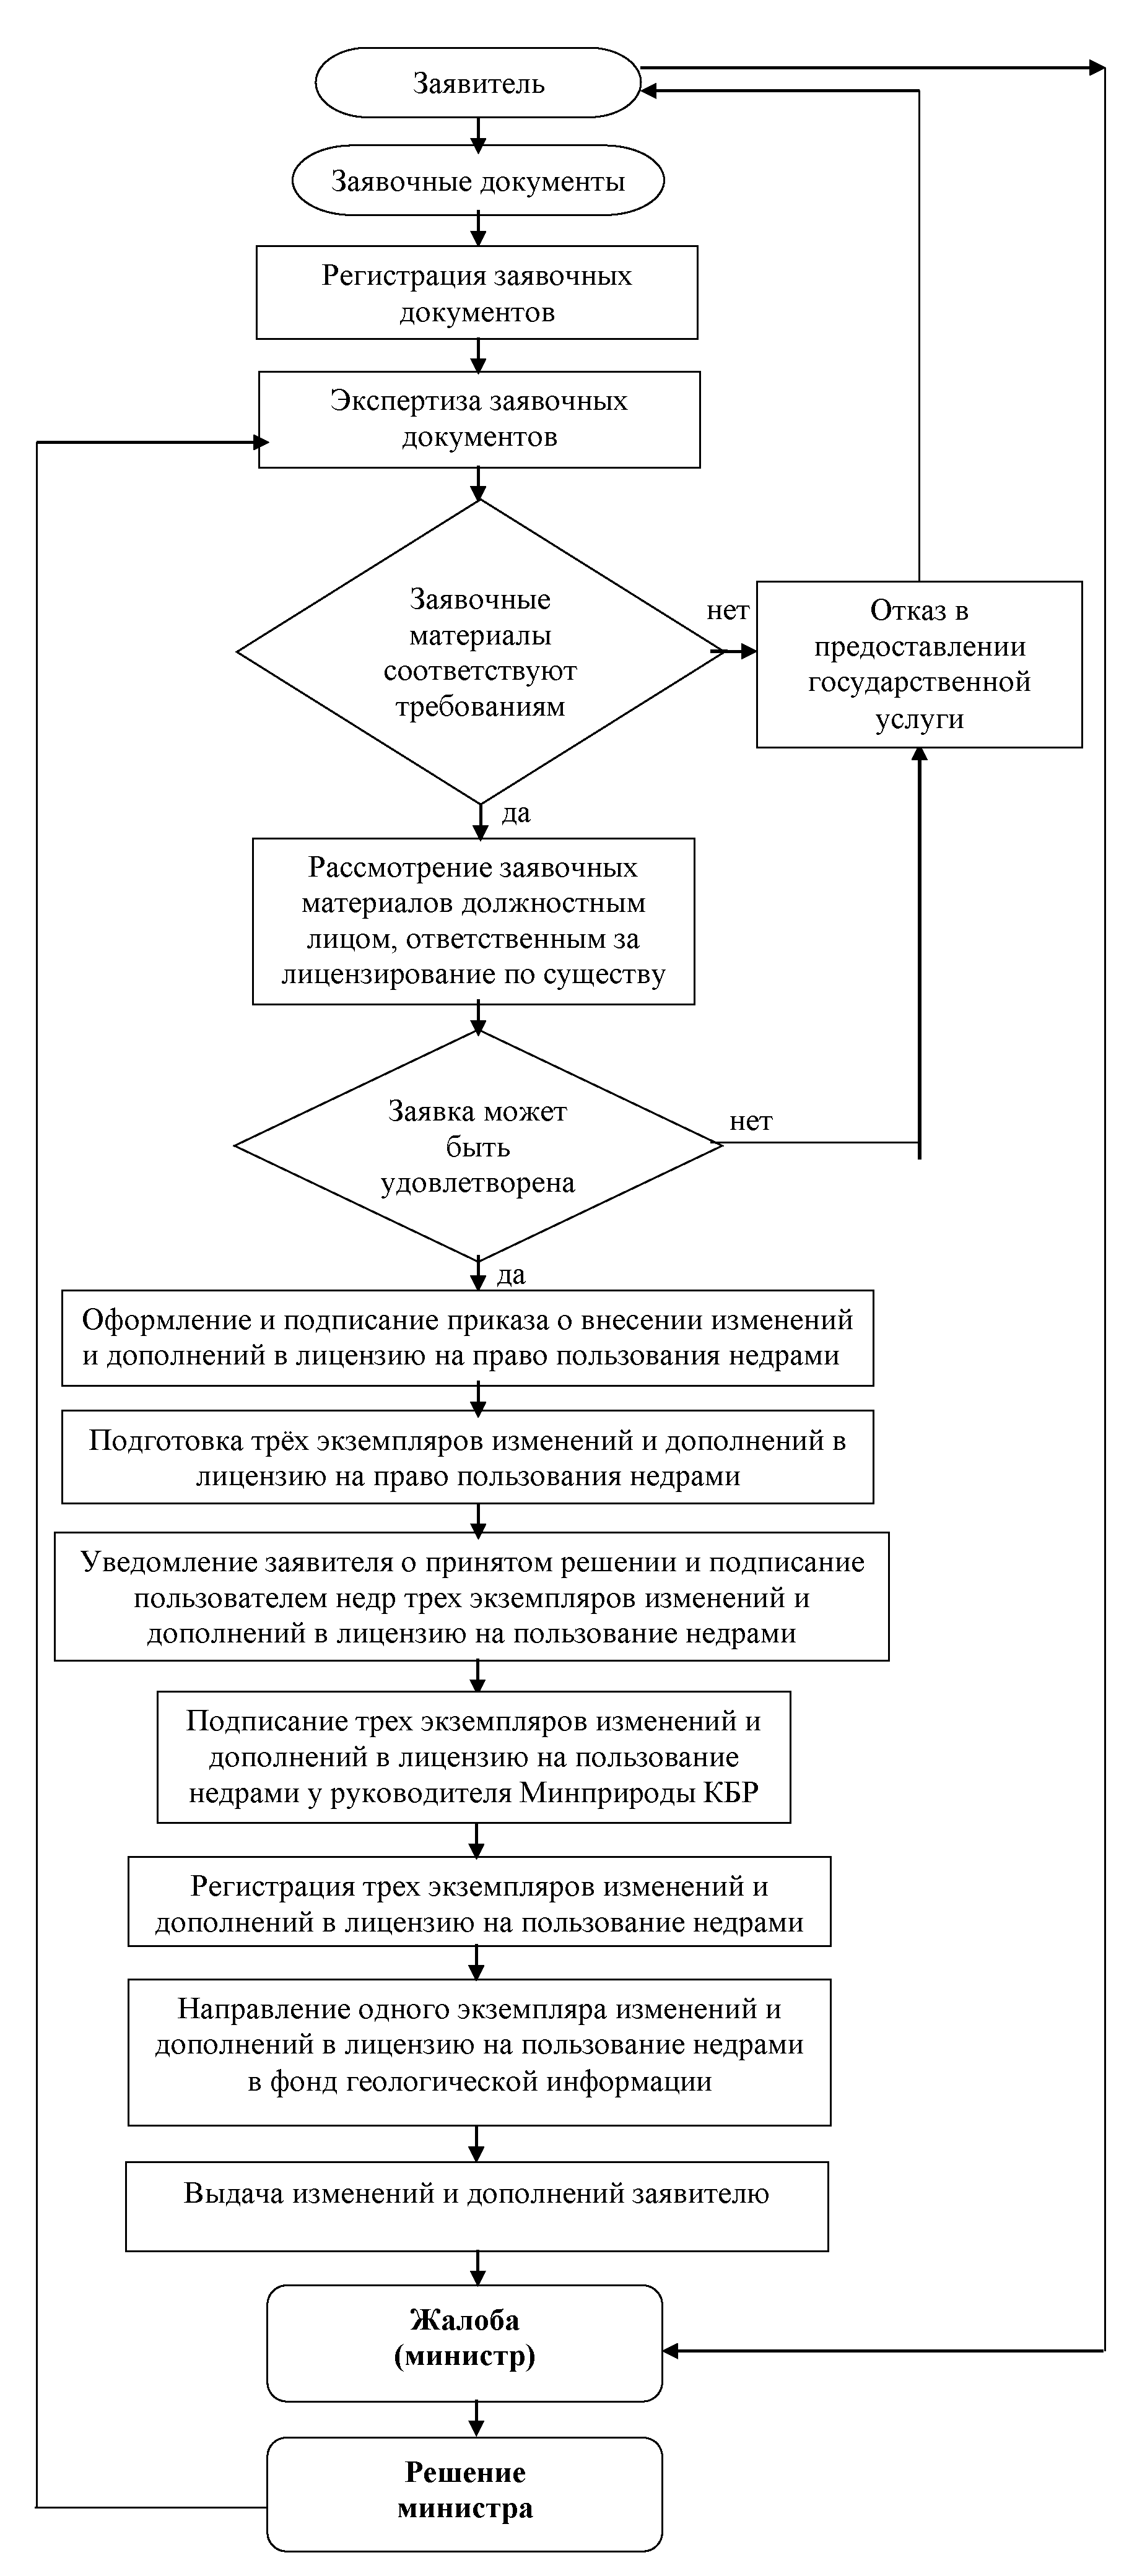 Заявитель
Заявочные документы
Регистрация заявочных
документов
Экспертиза заявочных
документов
Заявочные
материалы
соответствуют
требованиям
нет
Отказ в
предоставлении
государственной
услуги
да
Рассмотрение заявочных
материалов должностным
лицом, ответственным за
лицензирование по существу
Заявка может
быть
удовлетворена
нет
да
Оформление и подписание приказа о внесении изменений
и дополнений в лицензию на право пользования недрами
Подготовка трёх экземпляров изменений и дополнений в
лицензию на право пользования недрами
Уведомление заявителя о принятом решении и подписание
пользователем недр трех экземпляров изменений и
дополнений в лицензию на пользование недрами
Подписание трех экземпляров изменений и
дополнений в лицензию на пользование
недрами у руководителя Минприроды КБР
Регистрация трех экземпляров изменений и
дополнений в лицензию на пользование недрами
Направление одного экземпляра изменений и
дополнений в лицензию на пользование недрами
в фонд геологической информации
Выдача изменений и дополнений заявителю
Жалоба
(министр)
Решение
министра